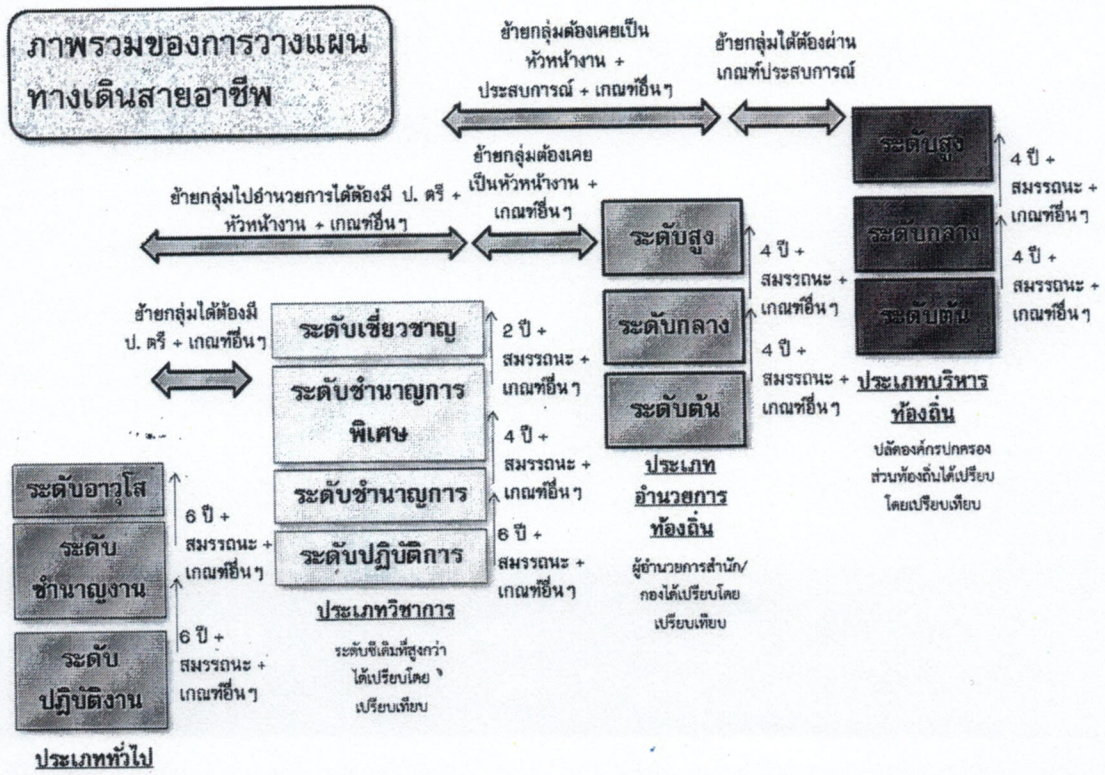 ภาพรวมของการวางแผน
ทางเดินสายอาชีพ
ย้ายกลุ่มต้องเคยเป็น
หัวหน้างาน +
ประสบการณ์ + เกณฑ์อื่นๆ
ย้ายกลุ่มได้ต้องผ่าน
เกณฑ์ประสบการณ์
ย้ายกลุ่มไปอำนวยการได้ต้องมี ป. ตรี +
หัวหน้างาน + เกณฑ์อื่นๆ
ย้ายกลุ่มต้องเคย
เป็นหัวหน้างาน +
เกณฑ์อื่นๆ
ย้ายกลุ่มได้ต้องมี
ป. ตรี + เกณฑ์อื่นๆ
ระดับอาวุโส
ระดับ
ชำนาญงาน
ระดับ
ปฏิบัติงาน
6 ปี +
สมรรถนะ +
เกณฑ์อื่นๆ
6 ปี +
สมรรถนะ +
เกณฑ์อื่นๆ
ประเภททั่วไป
ระดับเชี่ยวชาญ
ระดับชำนาญการ
พิเศษ
ระดับชำนาญการ
ระดับปฏิบัติการ
2 ปี +
สมรรถนะ +
เกณฑ์อื่นๆ
4 ปี +
สมรรถนะ +
เกณฑ์อื่นๆ
6 ปี +
สมรรถนะ +
เกณฑ์อื่นๆ
ประเภทวิชาการ
ระดับซีเดิมที่สูงกว่า
ได้เปรียบโดย
เปรียบเทียบ
ระดับสูง
ระดับกลาง
ระดับต้น
4 ปี +
สมรรถนะ +
เกณฑ์อื่นๆ
4 ปี +
สมรรถนะ +
เกณฑ์อื่นๆ
ประเภท
อำนวยการ
ท้องถิ่น
ผู้อำนวยการสำนัก/
กองได้เปรียบโดย
เปรียบเทียบ
ระดับสูง
ระดับกลาง
ระดับต้น
4 ปี +
สมรรถนะ +
เกณฑ์อื่นๆ
4 ปี +
สมรรถนะ +
เกณฑ์อื่นๆ
ประเภทบริหาร
ท้องถิ่น
ปลัดองค์กรปกครอง
ส่วนท้องถิ่นได้เปรียบ
โดยเปรียบเทียบ